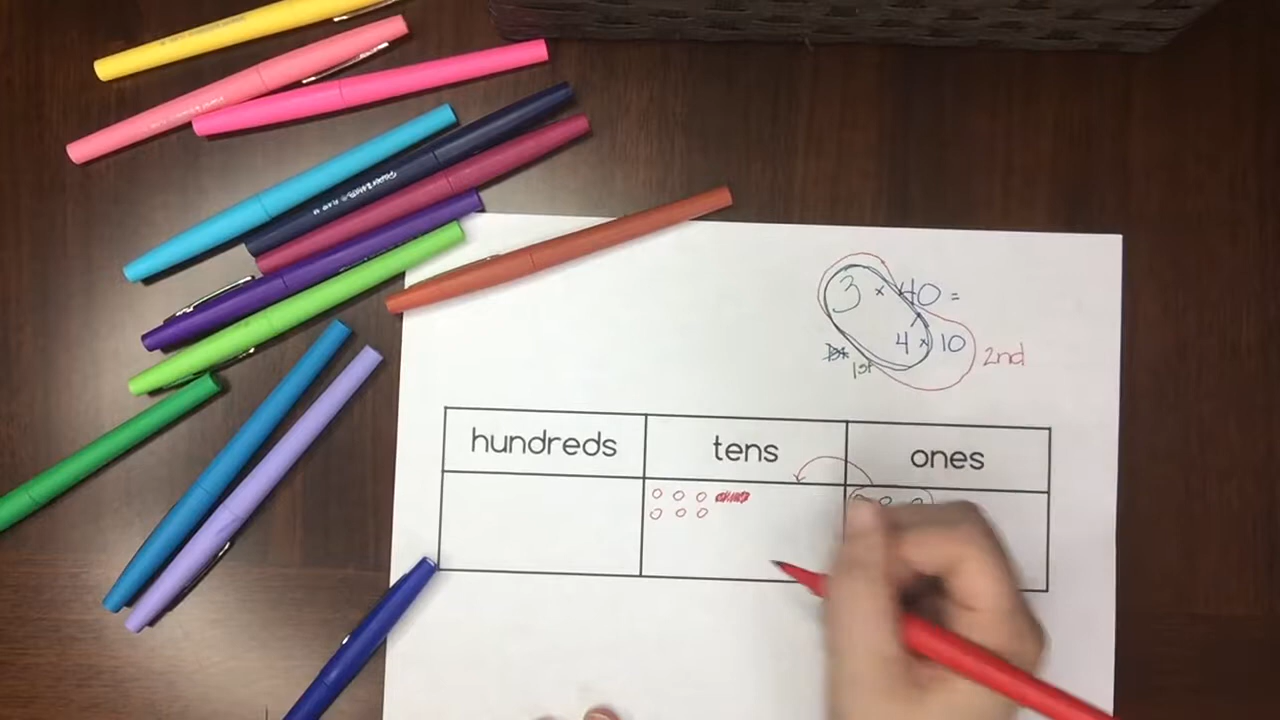 3 × 40 =
4 × 10
1st
2nd
hundreds tens ones